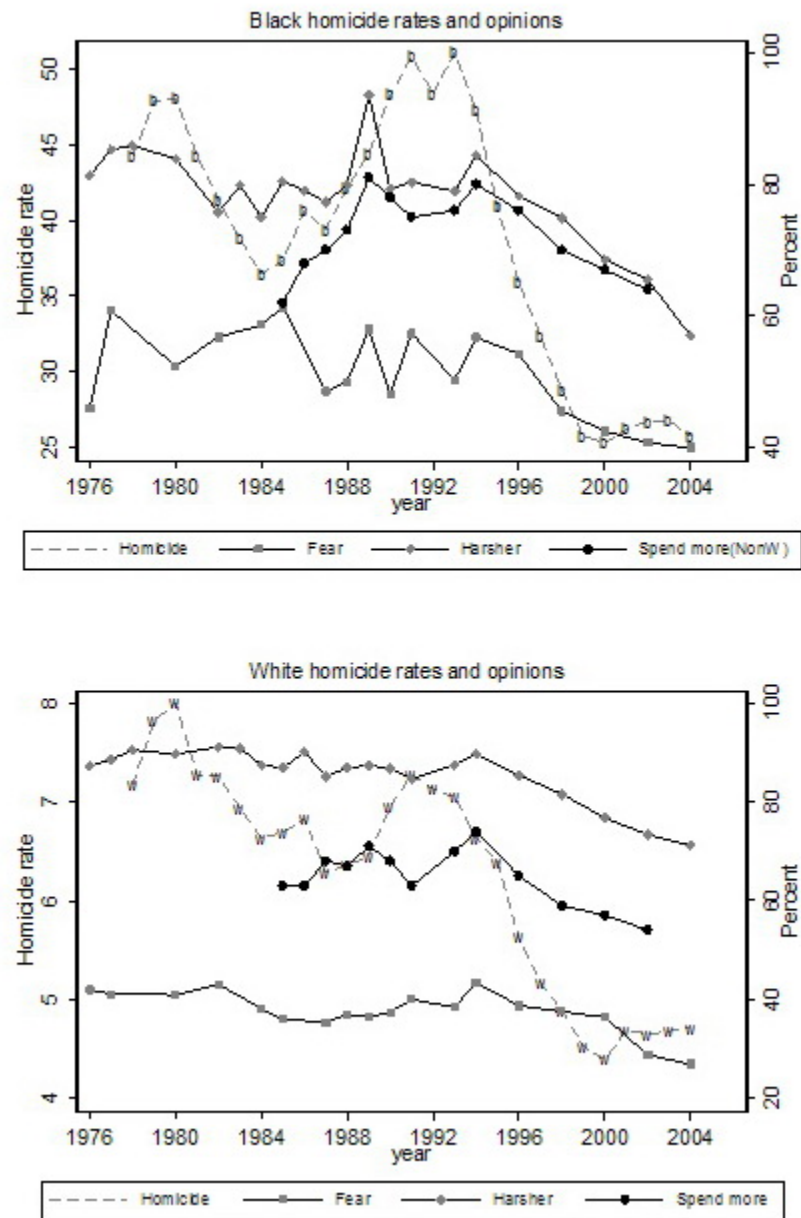 Black homicide rates and opinions
Homicide rate
50
45
40
35
30
25
b
100
80
60
40
Percent
1976 1980 1984 1988 1992 1996 2000 2004
year
Homicide Fear Harsher Spend more(NonW)
White homicide rates and opinions
Homicide rate
8
7
6
5
4
w
100
80
60
40
20
Percent
1976 1980 1984 1988 1992 1996 2000 2004
year
Homicide Fear Harsher Spend more